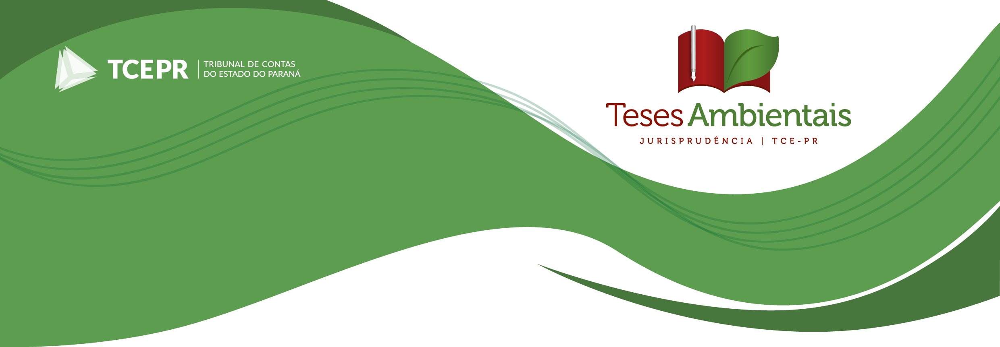 TCEPR
TRIBUNAL DE CONTAS
DO ESTADO DO PARANÁ
Teses Ambientais
JURISPRUDÊNCIA | TCE-PR